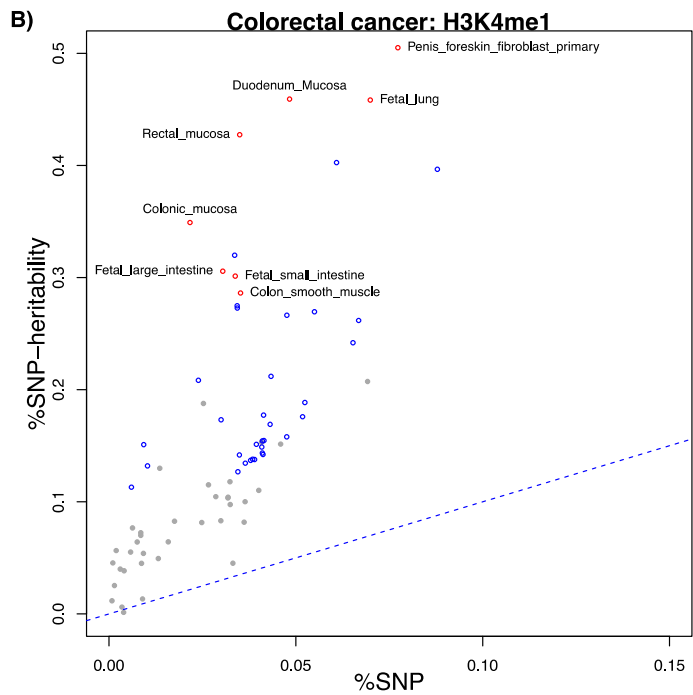 B)
Colorectal cancer: H3K4me1
Penis_foreskin_fibroblast_primary
Duodenum_Mucosa
Fetal_lung
Rectal_mucosa
Colonic_mucosa
Fetal_large_intestine
Fetal_small_intestine
Colon_smooth_muscle
%SNP−heritability
0.5
0.4
0.3
0.2
0.1
0.0
0.00 0.05 0.10 0.15
%SNP